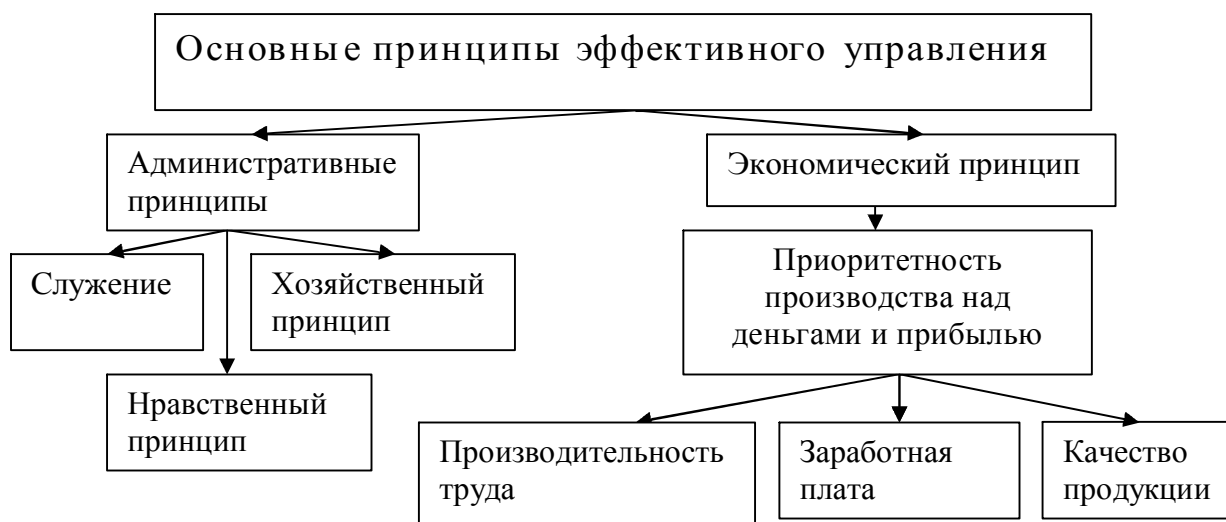 Основные принципы эффективного управления
Административные
принципы
Экономический принцип
Служение
Хозяйственный
принцип
Приоритетность
производства над
деньгами и прибылью
Нравственный
принцип
Производительность
труда
Заработная
плата
Качество
продукции